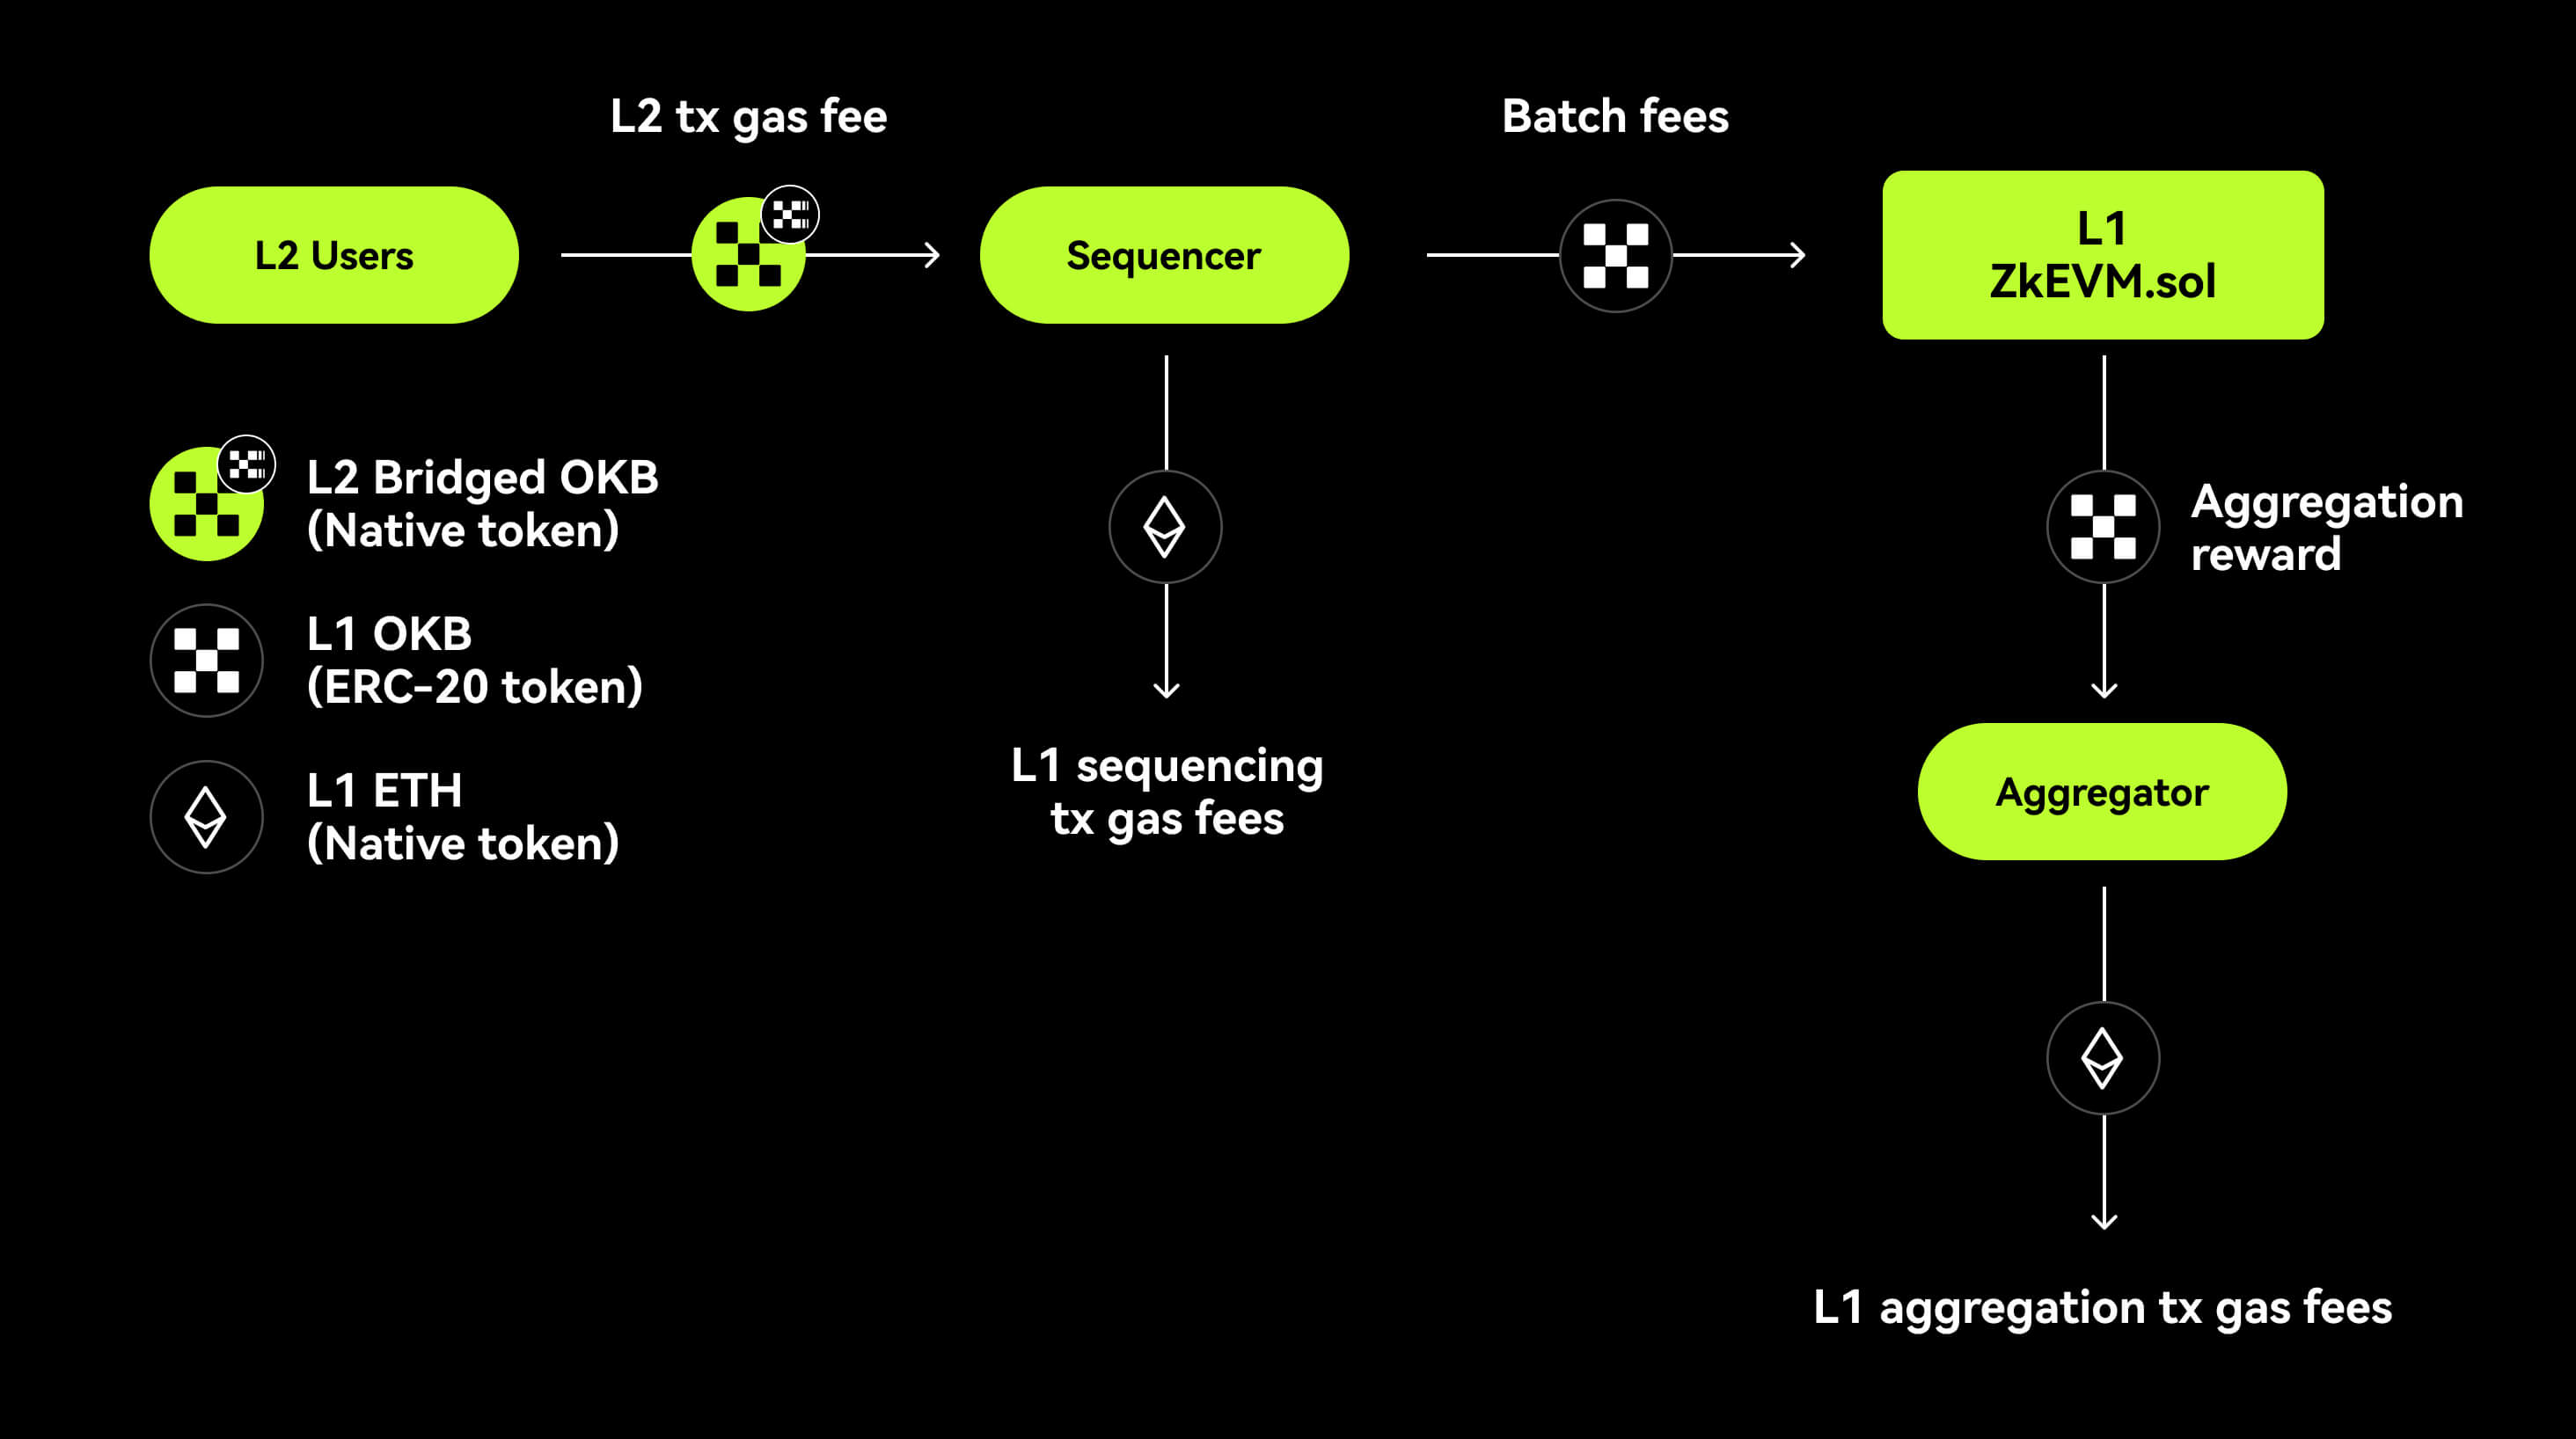 L2 tx gas fee
Batch fees
L2 Users
Sequencer
L1
ZkEVM.sol
L2 Bridged OKB
(Native token)
L1 OKB
(ERC-20 token)
L1 ETH
(Native token)
Aggregation
reward
L1 sequencing
tx gas fees
Aggregator
L1 aggregation tx gas fees